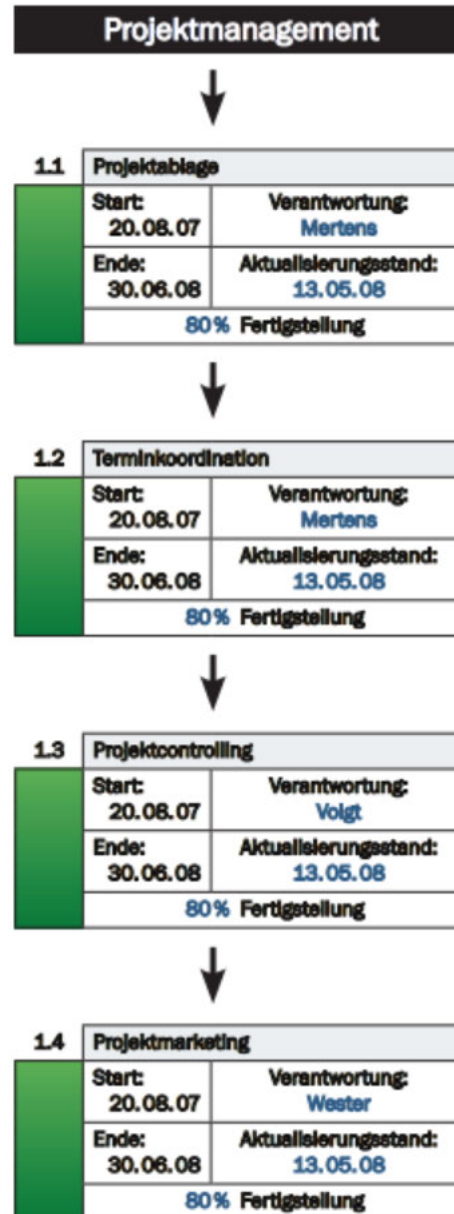 Projektmanagement
1.1 Projektablage
Start: Verantwortung:
20.08.07 Mertens
Ende: Aktualisierungsstand:
30.06.08 13.05.08
80% Fertigstellung
1.2 Terminkoordination
Start: Verantwortung:
20.08.07 Mertens
Ende: Aktualisierungsstand:
30.06.08 13.05.08
80% Fertigstellung
1.3 Projektcontrolling
Start: Verantwortung:
20.08.07 Voigt
Ende: Aktualisierungsstand:
30.06.08 13.05.08
80% Fertigstellung
1.4 Projektmarketing
Start: Verantwortung:
20.08.07 Wester
Ende: Aktualisierungsstand:
30.06.08 13.05.08
80% Fertigstellung